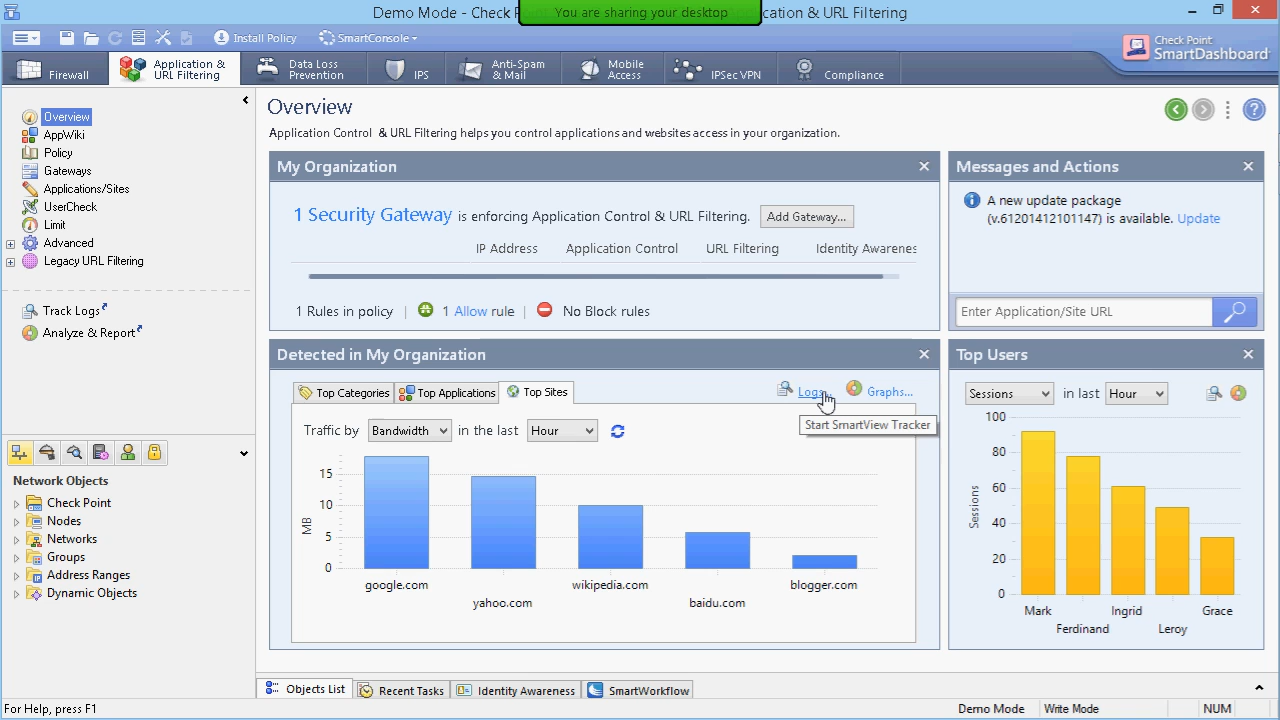 Demo Mode - Check P
You are sharing your desktop
cation & URL Filtering
Install Policy
SmartConsole
Check Point
SmartDashboard
Firewall
Application &
URL Filtering
Data Loss
Prevention
IPS
Anti-Spam
& Mail
Mobile
Access
IPSec VPN
Compliance
Overview
AppWiki
Policy
Gateways
Applications/Sites
UserCheck
Limit
Advanced
Legacy URL Filtering
Track Logs
Analyze & Report
Network Objects
Check Point
Nodes
Networks
Groups
Address Ranges
Dynamic Objects
Overview
Application Control & URL Filtering helps you control applications and websites access in your organization.
My Organization
1 Security Gateway is enforcing Application Control & URL Filtering. Add Gateway...
IP Address Application Control URL Filtering Identity Awarenes
1 Rules in policy | 1 Allow rule | No Block rules
Messages and Actions
A new update package
(v.61201412101147) is available. Update
Enter Application/Site URL
Detected in My Organization
Top Categories Top Applications Top Sites Logs... Graphs...
Start SmartView Tracker
Traffic by Bandwidth in the last Hour
MB
15
10
5
0
google.com
yahoo.com
wikipedia.com
baidu.com
blogger.com
Top Users
Sessions in last Hour
Sessions
100
80
60
40
20
0
Mark
Ferdinand
Ingrid
Leroy
Grace
Objects List Recent Tasks Identity Awareness SmartWorkflow
For Help, press F1 Demo Mode Write Mode NUM